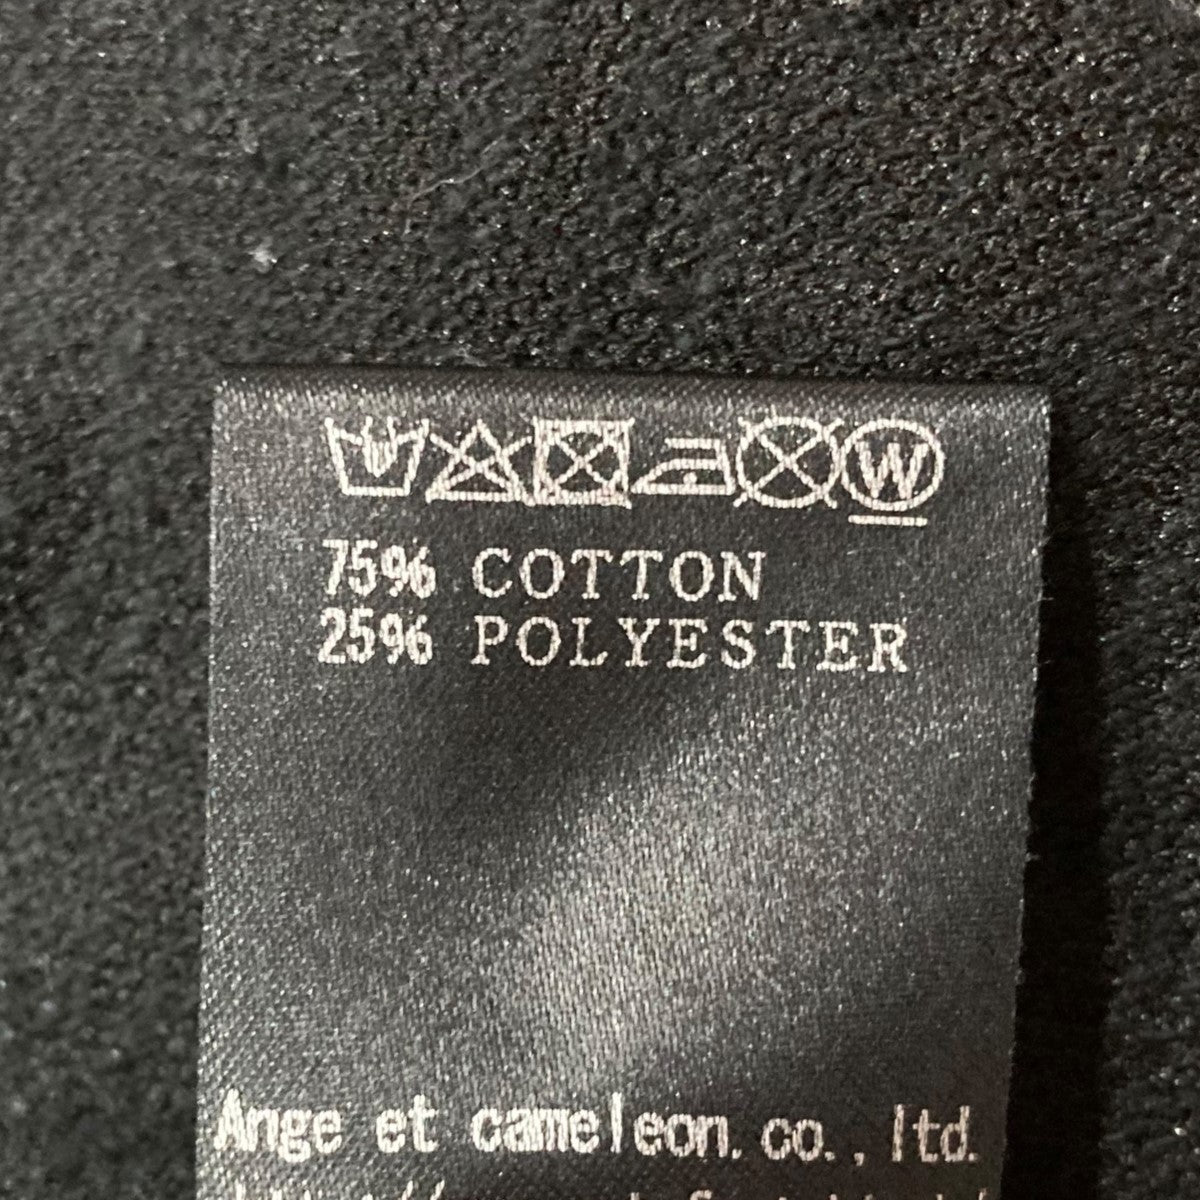 W
75% COTTON
25% POLYESTER
Ange et cameleon.co.,ltd.